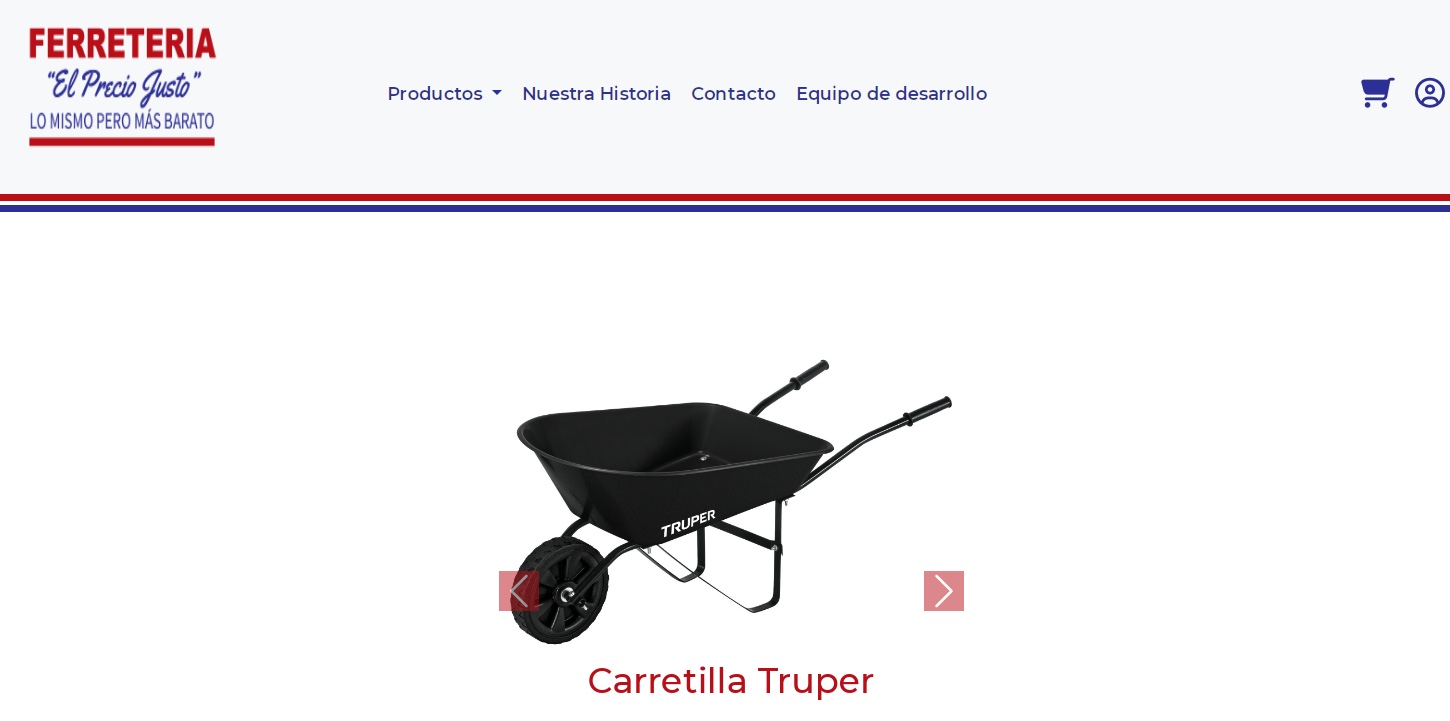 FERRETERIA
“El Precio Justo”
LO MISMO PERO MÁS BARATO
Productos Nuestra Historia Contacto Equipo de desarrollo
TRUPER
Carretilla Truper